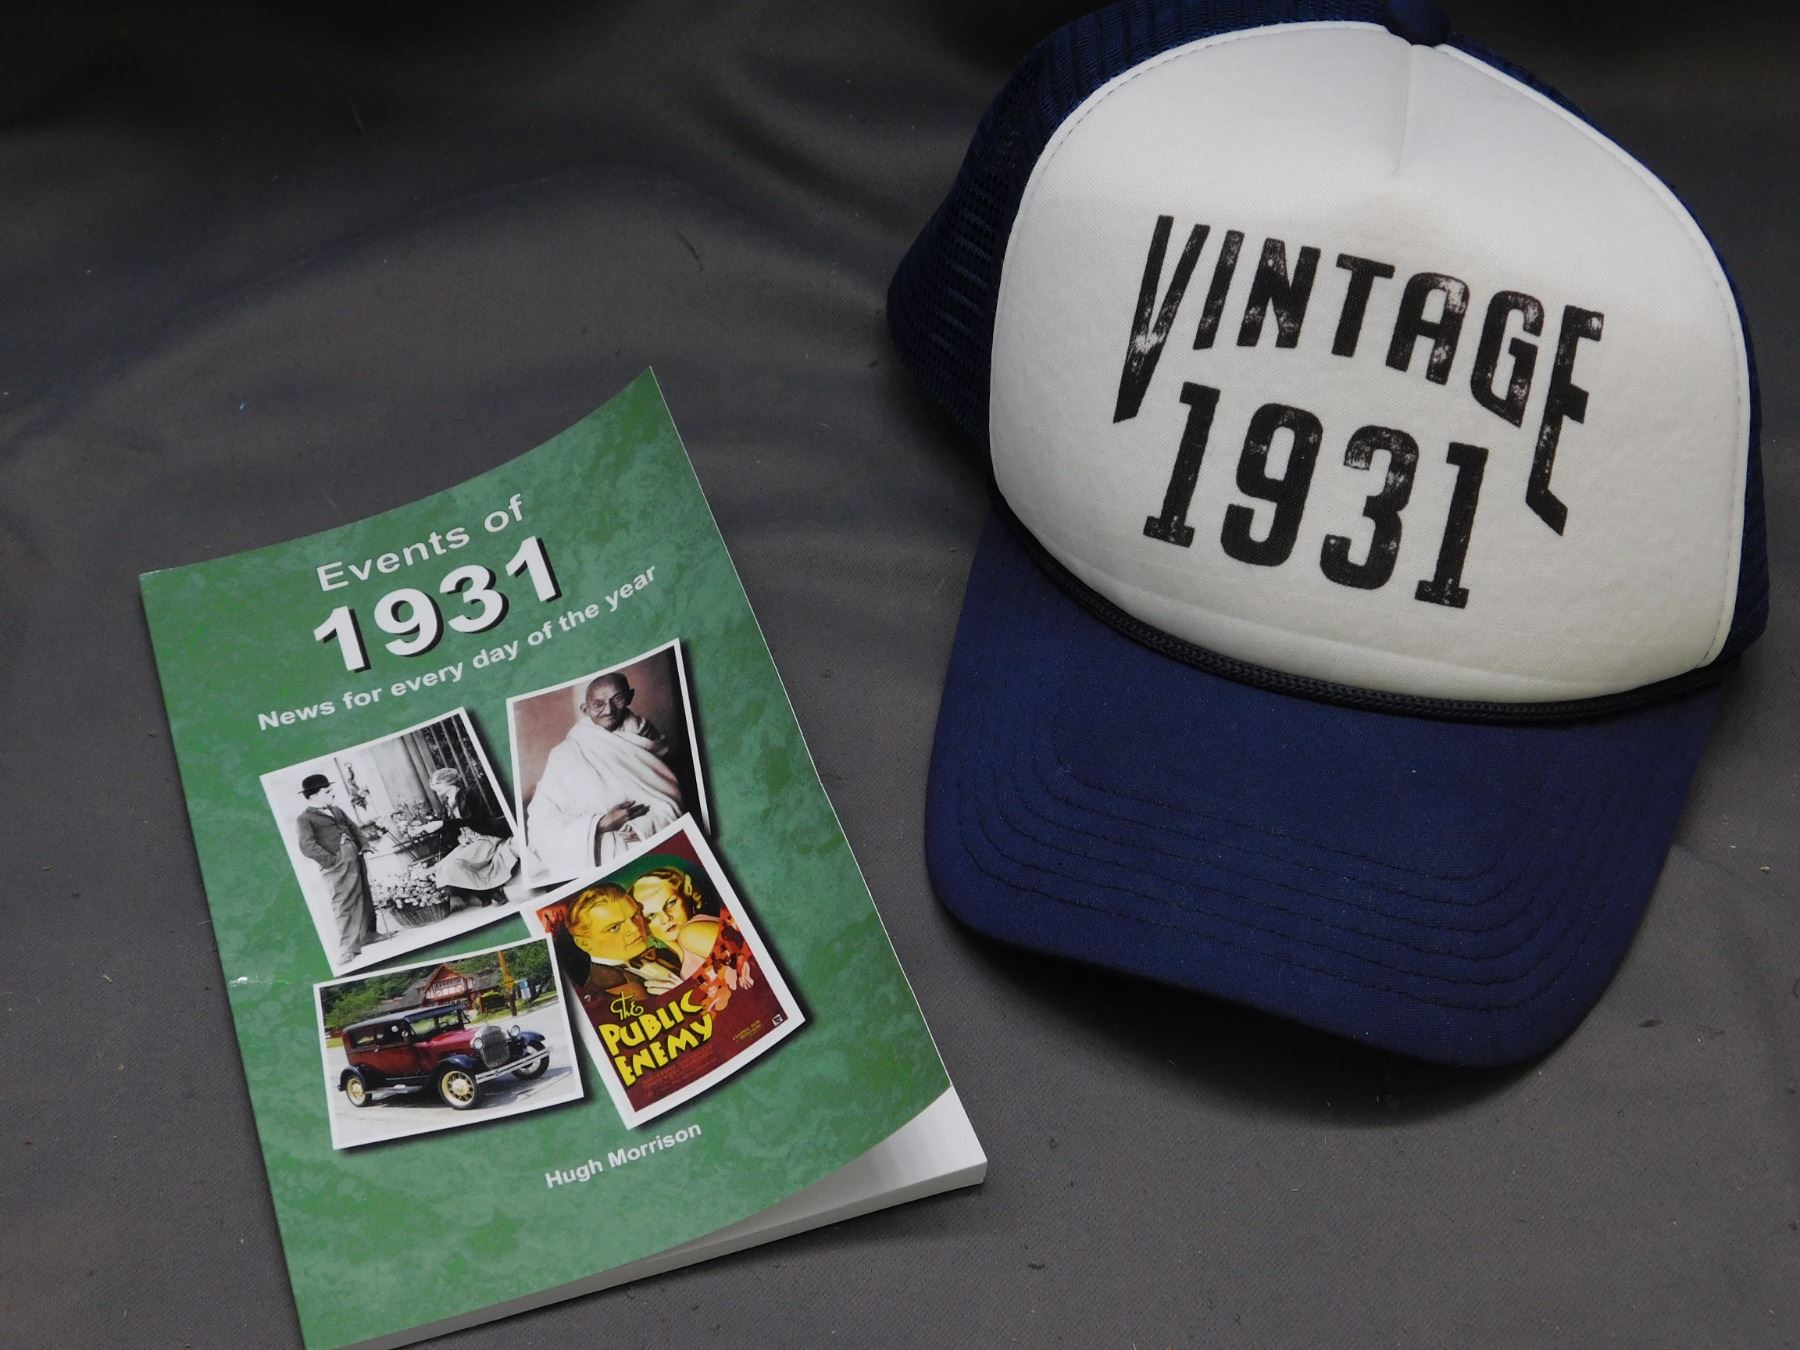 Events of
1931
News for every day of the year
The
PUBLIC
ENEMY
Hugh Morrison
VINTAGE
1931